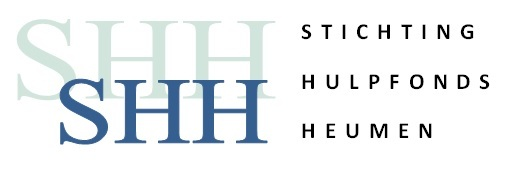 SHH
SHH
STICHTING
HULPFONDS
HEUMEN